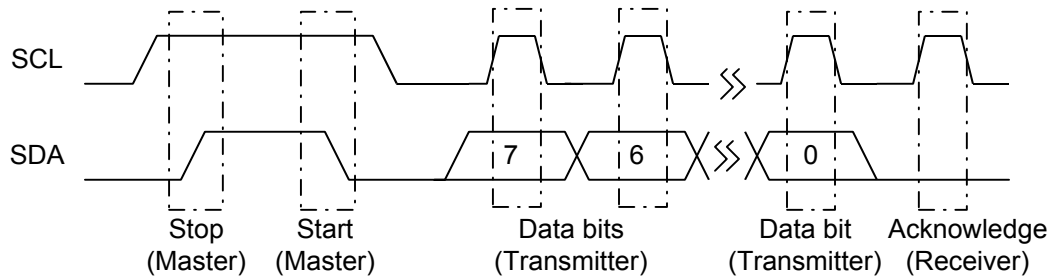 SCL
SDA
7 6 0
Stop Start Data bits Data bit Acknowledge
(Master) (Master) (Transmitter) (Transmitter) (Receiver)